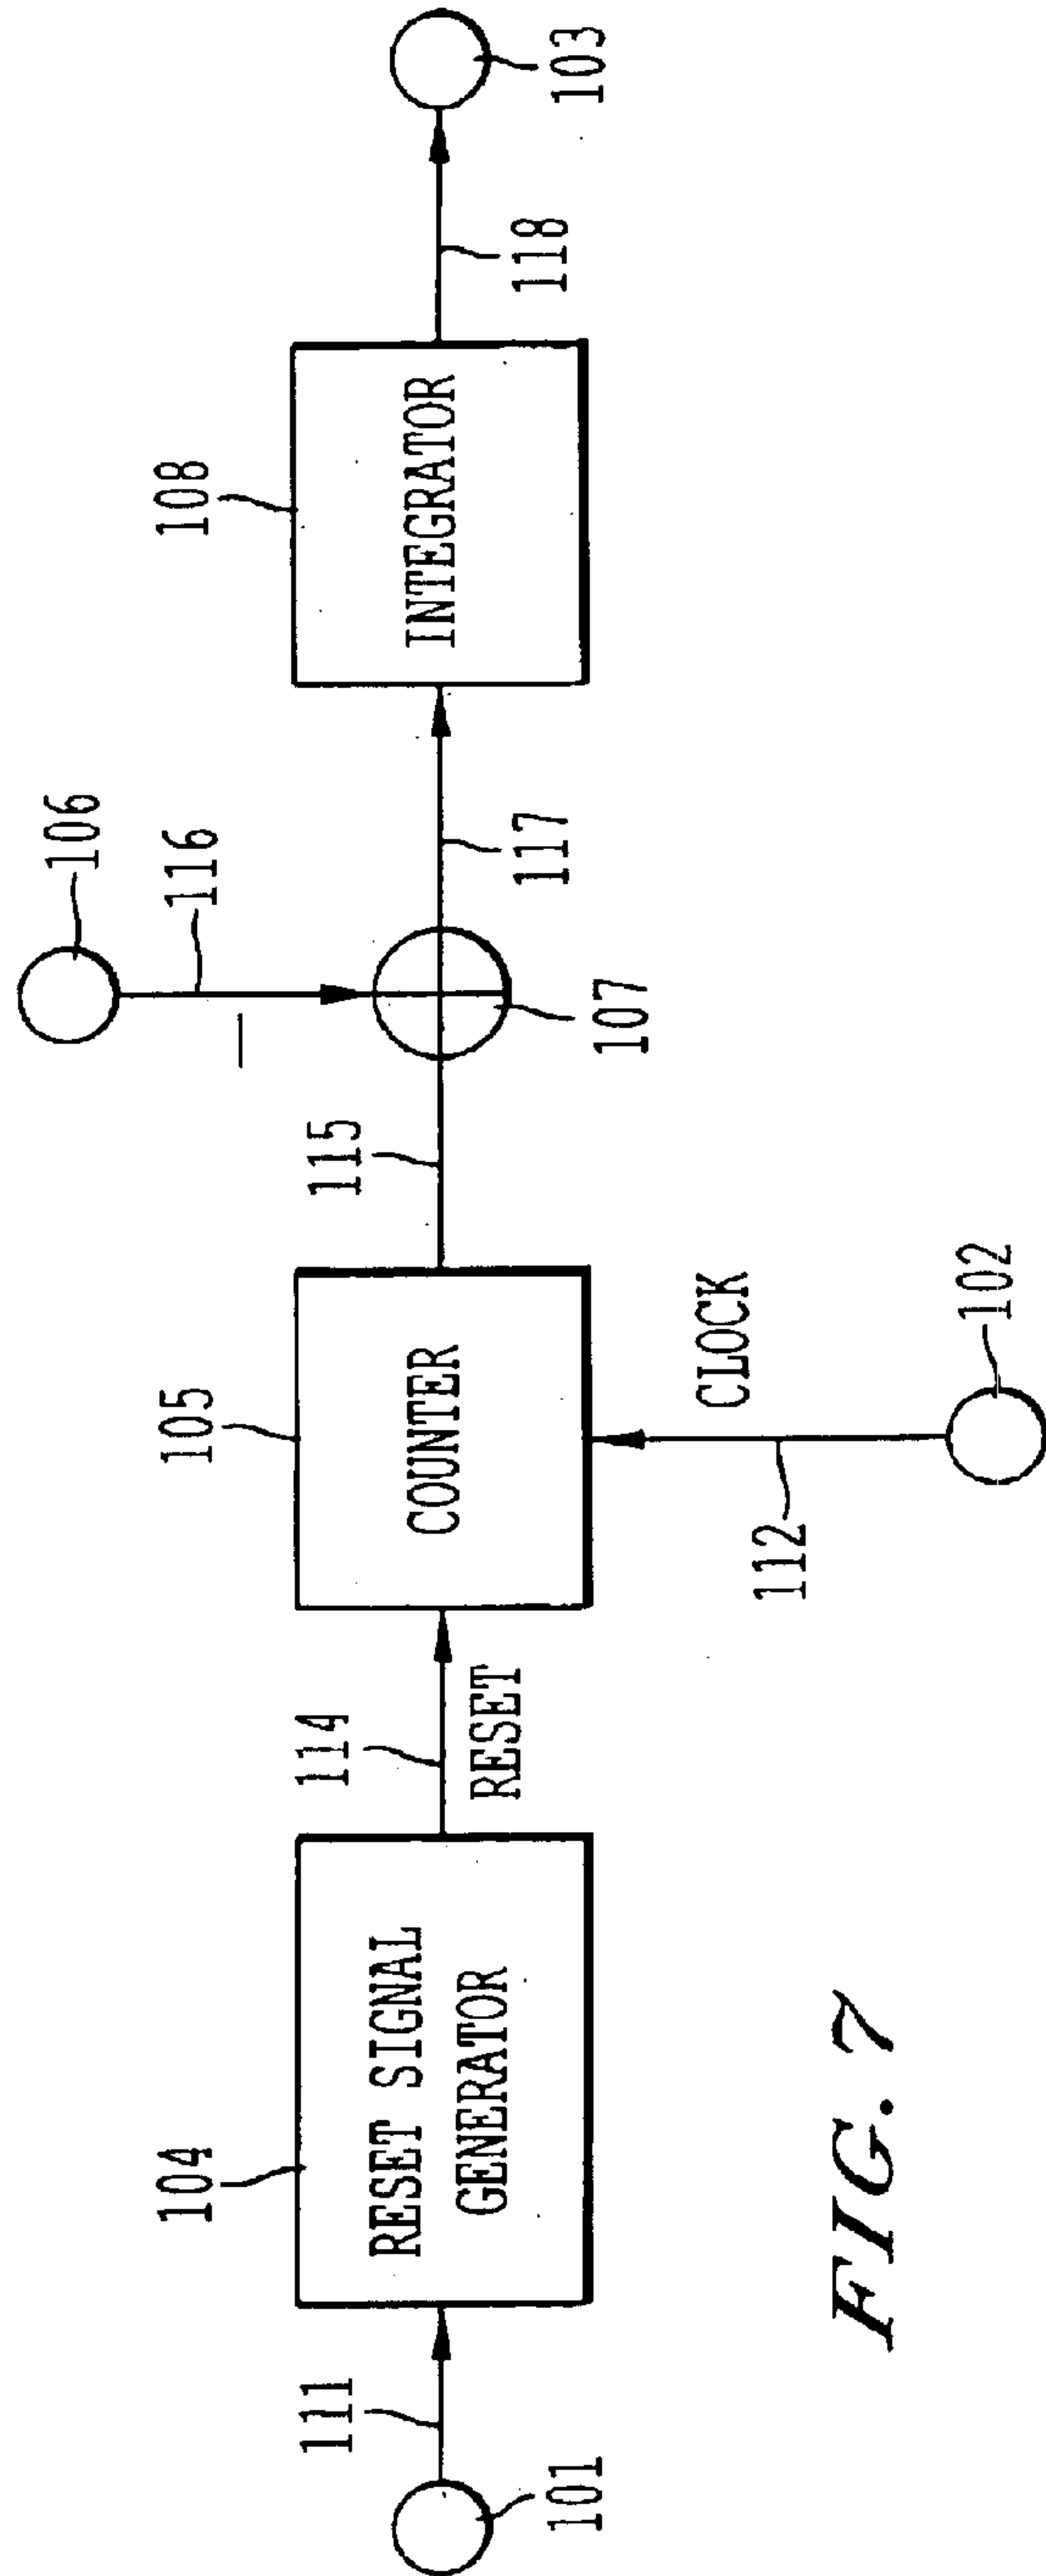 101
111
104
RESET SIGNAL
GENERATOR
114
RESET
105
COUNTER
112
CLOCK
102
115
106
116
—
107
117
108
INTEGRATOR
118
103
FIG. 7